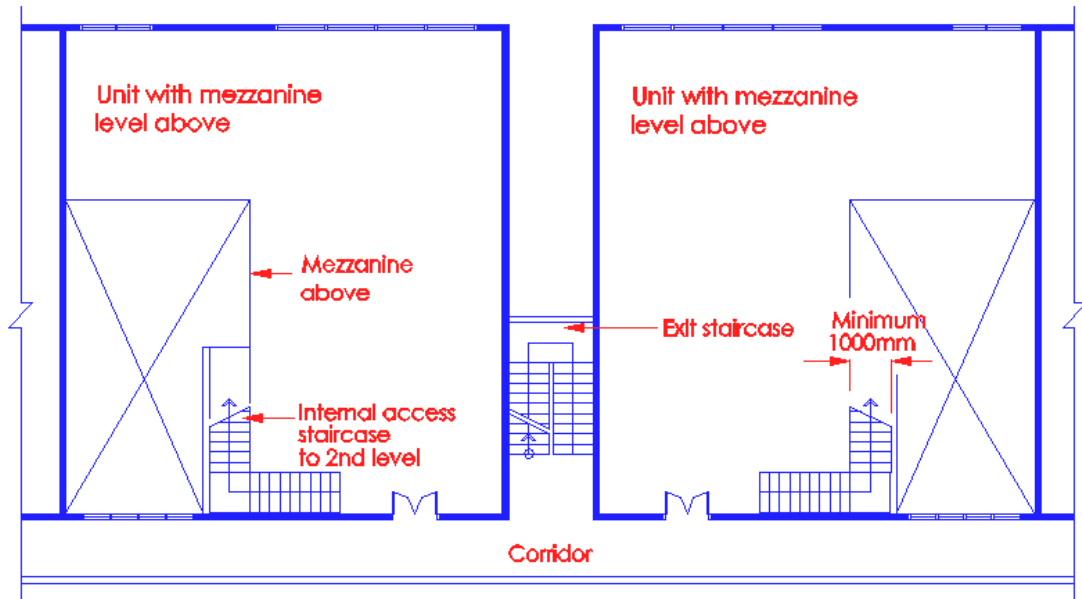 Unit with mezzanine
level above
Unit with mezzanine
level above
Mezzanine
above
Exit staircase
Minimum
1000mm
Internal access
staircase
to 2nd level
Corridor